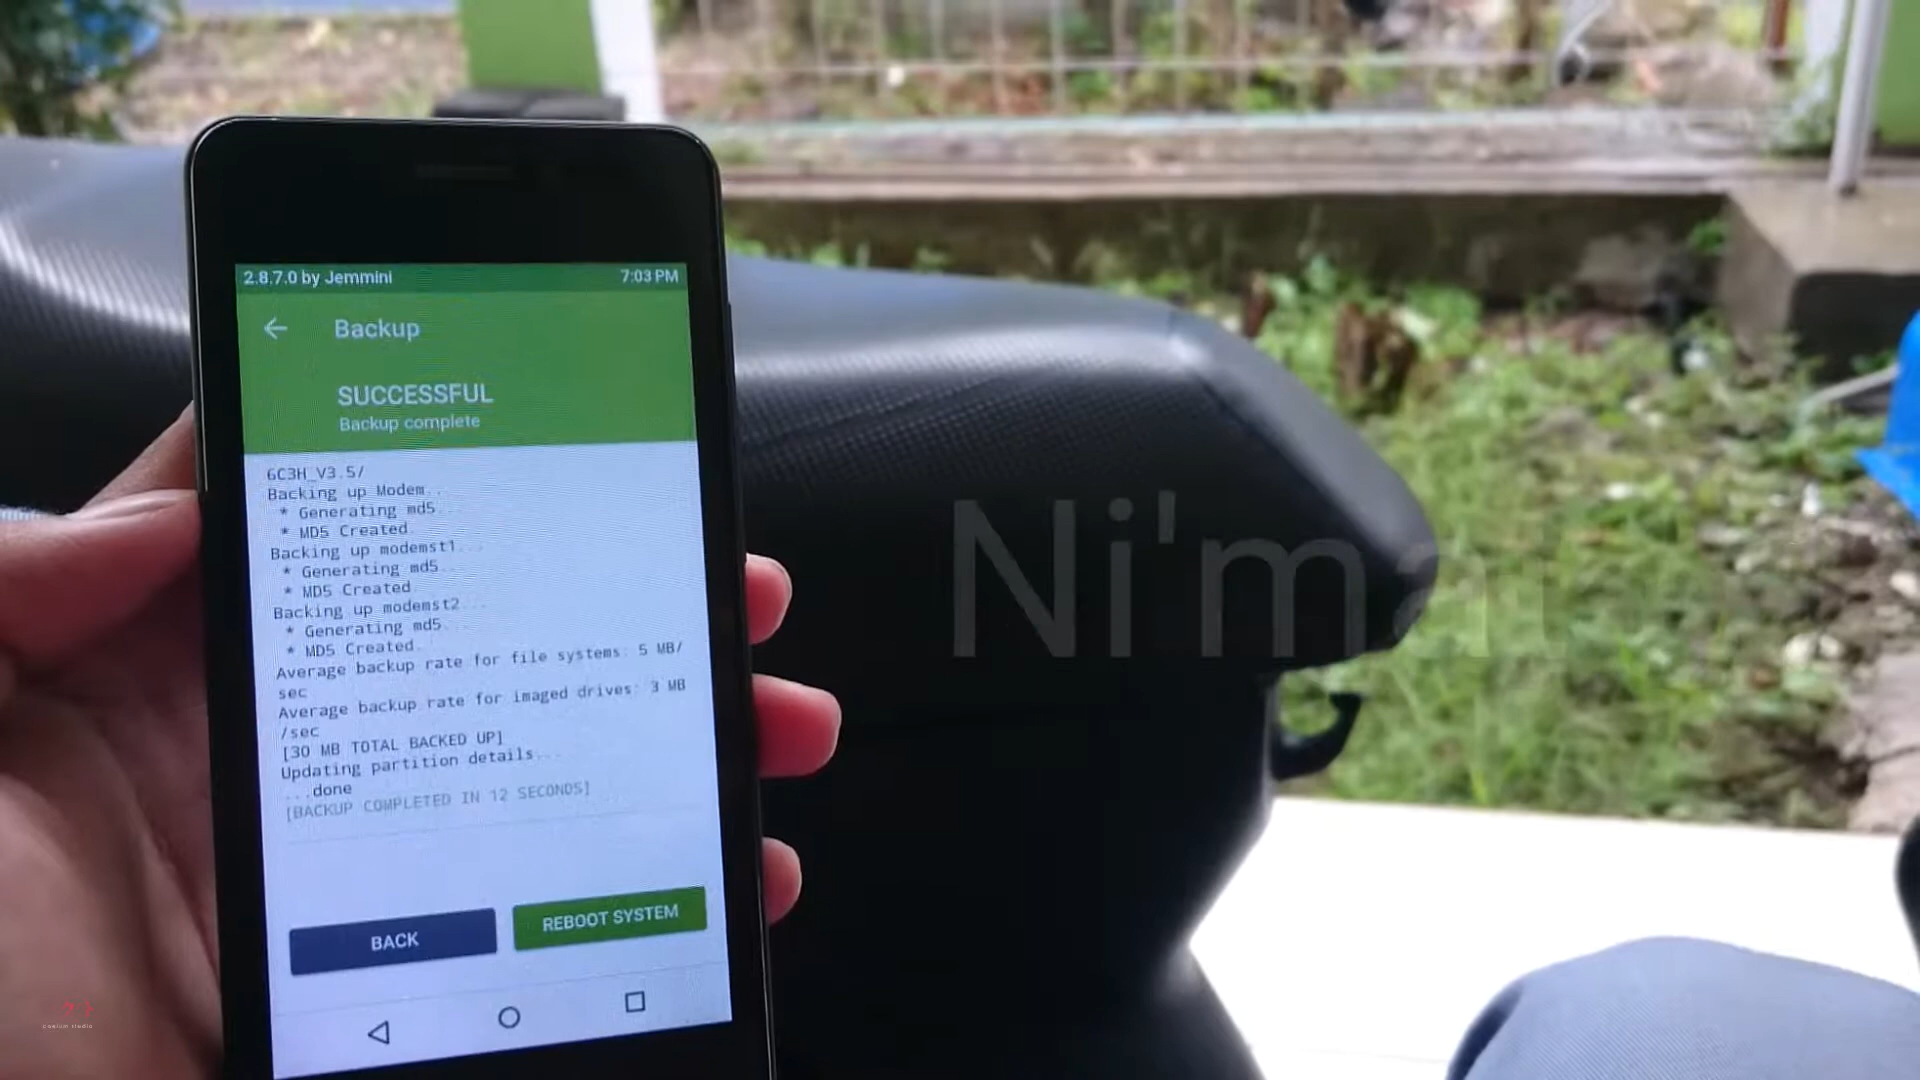 2.8.7.0 by Jemmini
7:03 PM
Backup
SUCCESSFUL
Backup complete
6C3H_V3.5/
Backing up Modem...
* Generating md5...
* MD5 Created.
Backing up modemst1...
* Generating md5...
* MD5 Created.
Backing up modemst2...
* Generating md5...
* MD5 Created.
Average backup rate for file systems: 5 MB/
sec
Average backup rate for imaged drives: 3 MB
/sec
[30 MB TOTAL BACKED UP]
Updating partition details...
...done
[BACKUP COMPLETED IN 12 SECONDS]
BACK
REBOOT SYSTEM
Ni'mat